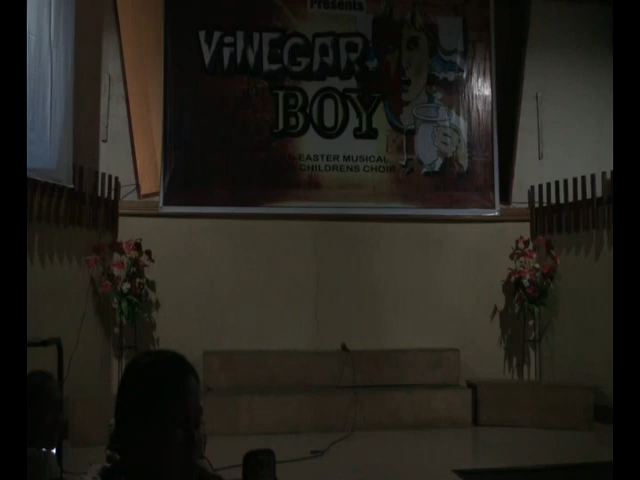 Presents
ViNEGAR
BOY
EASTER MUSICAL
CHILDRENS CHOIR